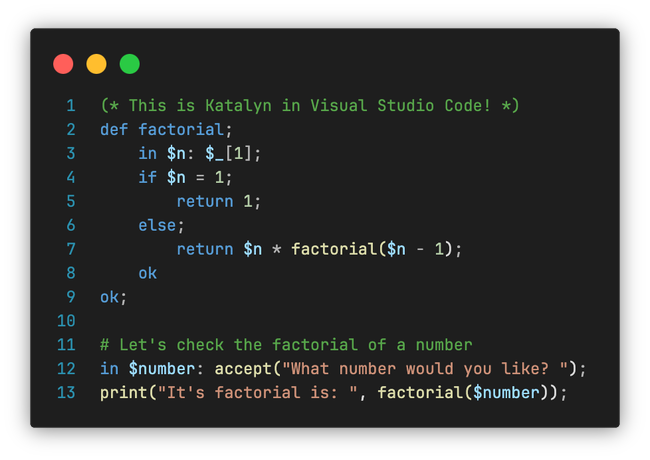 1 (* This is Katalyn in Visual Studio Code! *)
2 def factorial;
3     in $n: $_[1];
4     if $n = 1;
5         return 1;
6     else;
7         return $n * factorial($n - 1);
8     ok
9 ok;
10
11 # Let's check the factorial of a number
12 in $number: accept("What number would you like? ");
13 print("It's factorial is: ", factorial($number));